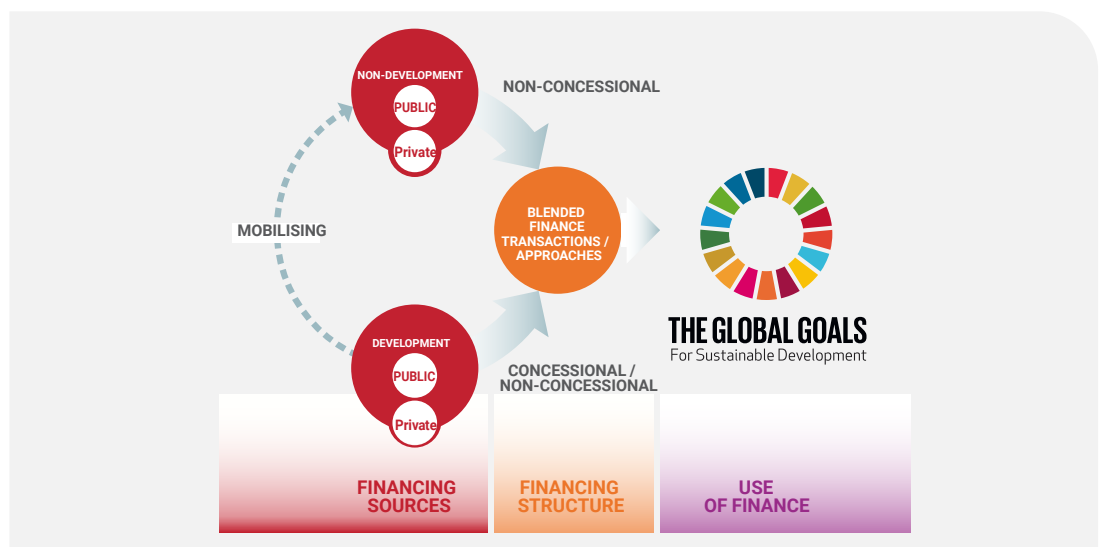 NON-DEVELOPMENT
PUBLIC
Private
NON-CONCESSIONAL
MOBILISING
BLENDED
FINANCE
TRANSACTIONS /
APPROACHES
THE GLOBAL GOALS
For Sustainable Development
DEVELOPMENT
PUBLIC
Private
CONCESSIONAL /
NON-CONCESSIONAL
FINANCING
SOURCES
FINANCING
STRUCTURE
USE
OF FINANCE